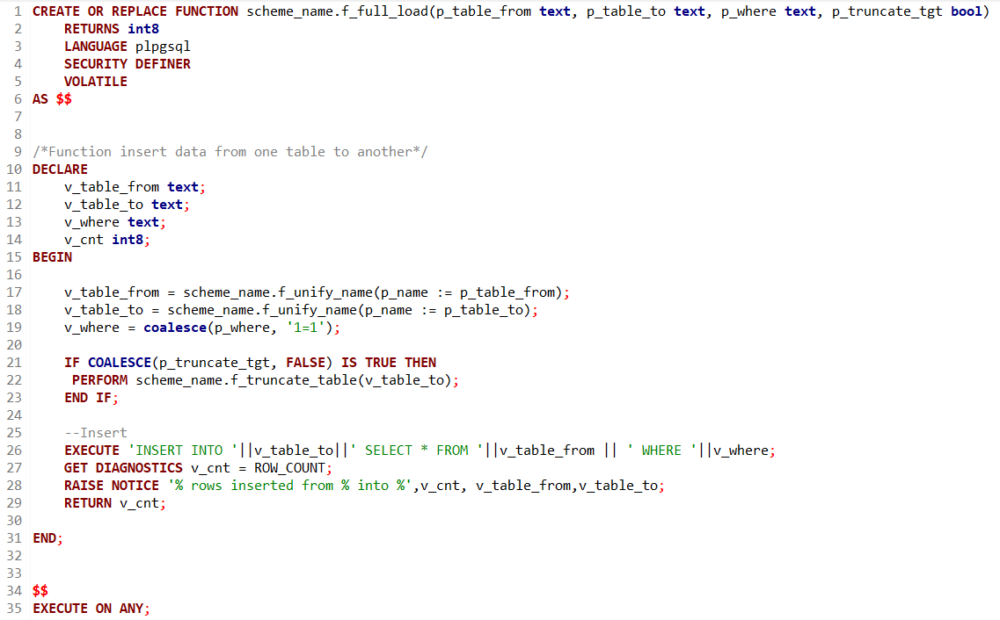 1 CREATE OR REPLACE FUNCTION scheme_name.f_full_load(p_table_from text, p_table_to text, p_where text, p_truncate_tgt bool)
2     RETURNS int8
3     LANGUAGE plpgsql
4     SECURITY DEFINER
5     VOLATILE
6 AS $$
7
8
9 /*Function insert data from one table to another*/
10 DECLARE
11     v_table_from text;
12     v_table_to text;
13     v_where text;
14     v_cnt int8;
15 BEGIN
16
17     v_table_from = scheme_name.f_unify_name(p_name := p_table_from);
18     v_table_to = scheme_name.f_unify_name(p_name := p_table_to);
19     v_where = coalesce(p_where, '1=1');
20
21     IF COALESCE(p_truncate_tgt, FALSE) IS TRUE THEN
22      PERFORM scheme_name.f_truncate_table(v_table_to);
23     END IF;
24
25     --Insert
26     EXECUTE 'INSERT INTO '||v_table_to||' SELECT * FROM '||v_table_from || ' WHERE '||v_where;
27     GET DIAGNOSTICS v_cnt = ROW_COUNT;
28     RAISE NOTICE '% rows inserted from % into %',v_cnt, v_table_from,v_table_to;
29     RETURN v_cnt;
30
31 END;
32
33
34 $$
35 EXECUTE ON ANY;